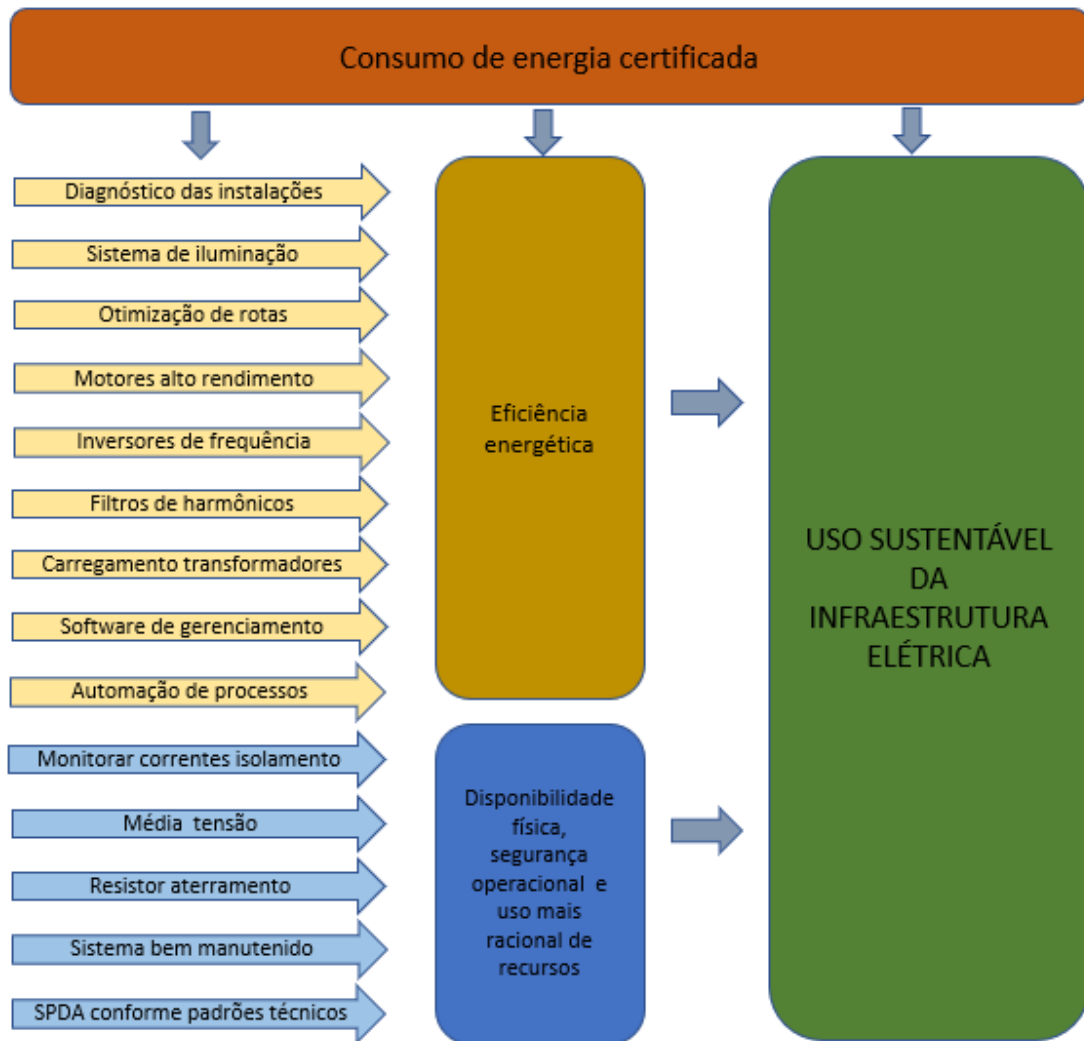 Consumo de energia certificada
Diagnóstico das instalações
Sistema de iluminação
Otimização de rotas
Motores alto rendimento
Inversores de frequência
Filtros de harmônicos
Carregamento transformadores
Software de gerenciamento
Automação de processos
Monitorar correntes isolamento
Média tensão
Resistor aterramento
Sistema bem manutenido
SPDA conforme padrões técnicos
Eficiência
energética
Disponibilidade
física,
segurança
operacional e
uso mais
racional de
recursos
USO SUSTENTÁVEL
DA
INFRAESTRUTURA
ELÉTRICA